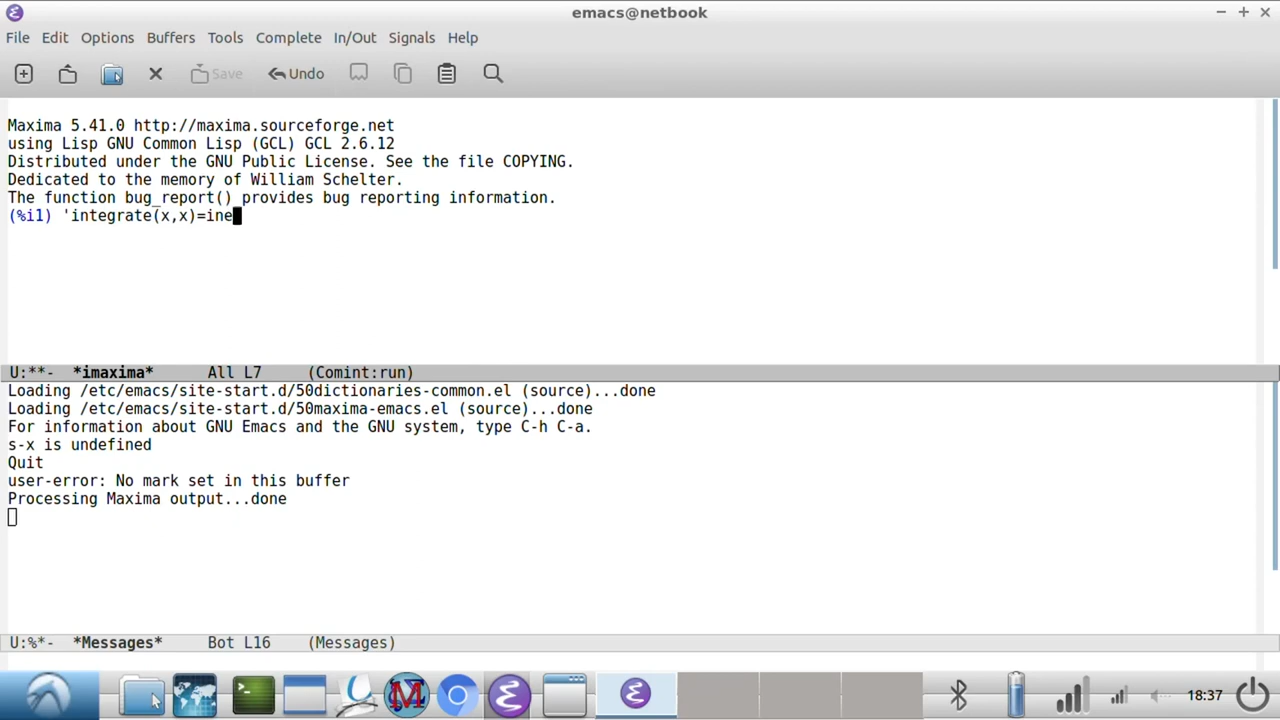 emacs@netbook
File Edit Options Buffers Tools Complete In/Out Signals Help
Save Undo
Maxima 5.41.0 http://maxima.sourceforge.net
using Lisp GNU Common Lisp (GCL) GCL 2.6.12
Distributed under the GNU Public License. See the file COPYING.
Dedicated to the memory of William Schelter.
The function bug_report() provides bug reporting information.
(%i1) 'integrate(x,x)=ine
U:**-  *imaxima*      All L7     (Comint:run)
Loading /etc/emacs/site-start.d/50dictionaries-common.el (source)...done
Loading /etc/emacs/site-start.d/50maxima-emacs.el (source)...done
For information about GNU Emacs and the GNU system, type C-h C-a.
s-x is undefined
Quit
user-error: No mark set in this buffer
Processing Maxima output...done
U:%*-  *Messages*     Bot L16    (Messages)
18:37